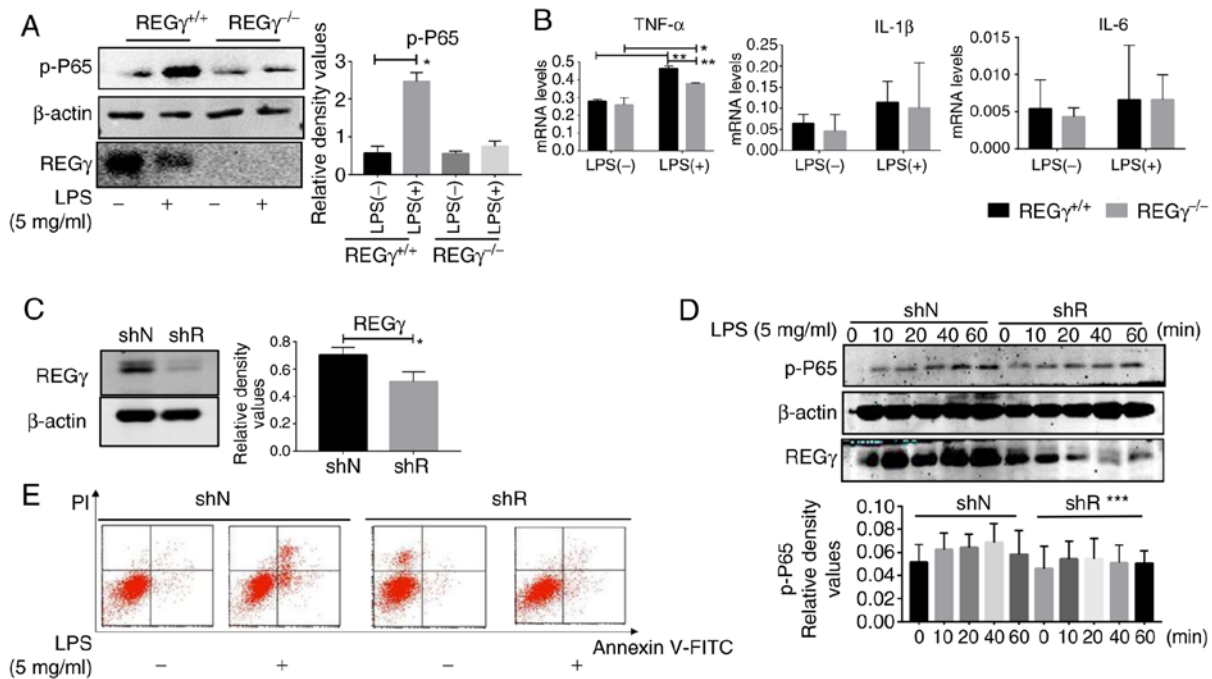 A
REGγ+/+ REGγ−/−
p-P65
β-actin
REGγ
LPS − + − +
(5 mg/ml)
p-P65
Relative density values
3
2
1
0
*
LPS(−) LPS(+) LPS(−) LPS(+)
REGγ+/+ REGγ−/−
B
TNF-α
mRNA levels
0.5
0.4
0.3
0.2
0.1
0.0
*
** **
LPS(−) LPS(+)
IL-1β
mRNA levels
0.25
0.20
0.15
0.10
0.05
0.00
LPS(−) LPS(+)
IL-6
mRNA levels
0.015
0.010
0.005
0.000
LPS(−) LPS(+)
REGγ+/+ REGγ−/−
C
shN shR
REGγ
β-actin
REGγ
Relative density
values
0.8
0.6
0.4
0.2
0.0
*
shN shR
D
shN shR
LPS (5 mg/ml) 0 10 20 40 60 0 10 20 40 60 (min)
p-P65
β-actin
REGγ
shN shR ***
p-P65
Relative density
values
0.10
0.08
0.06
0.04
0.02
0.00
0 10 20 40 60 0 10 20 40 60 (min)
E
PI
shN shR
Annexin V-FITC
LPS
(5 mg/ml) − + − +